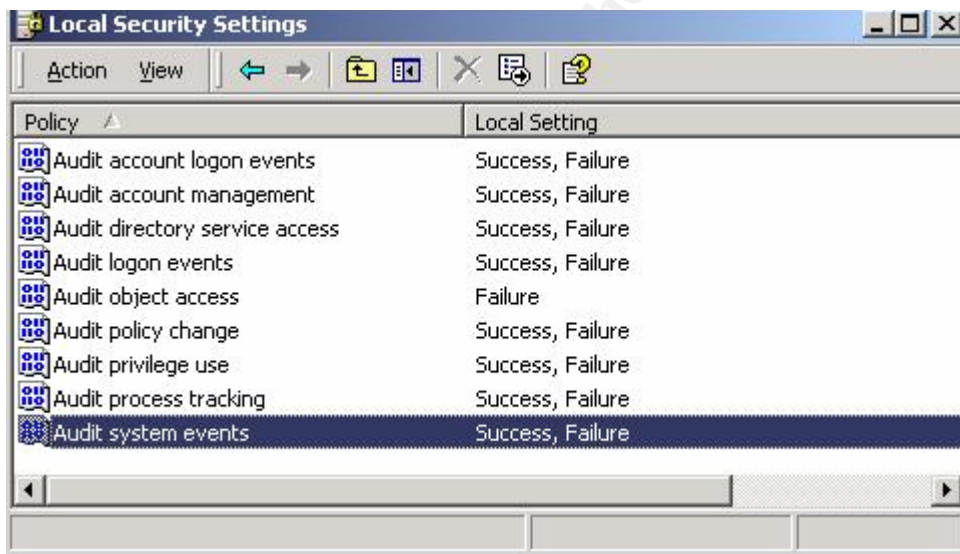 Local Security Settings
Action View
Policy Local Setting
Audit account logon events Success, Failure
Audit account management Success, Failure
Audit directory service access Success, Failure
Audit logon events Success, Failure
Audit object access Failure
Audit policy change Success, Failure
Audit privilege use Success, Failure
Audit process tracking Success, Failure
Audit system events Success, Failure